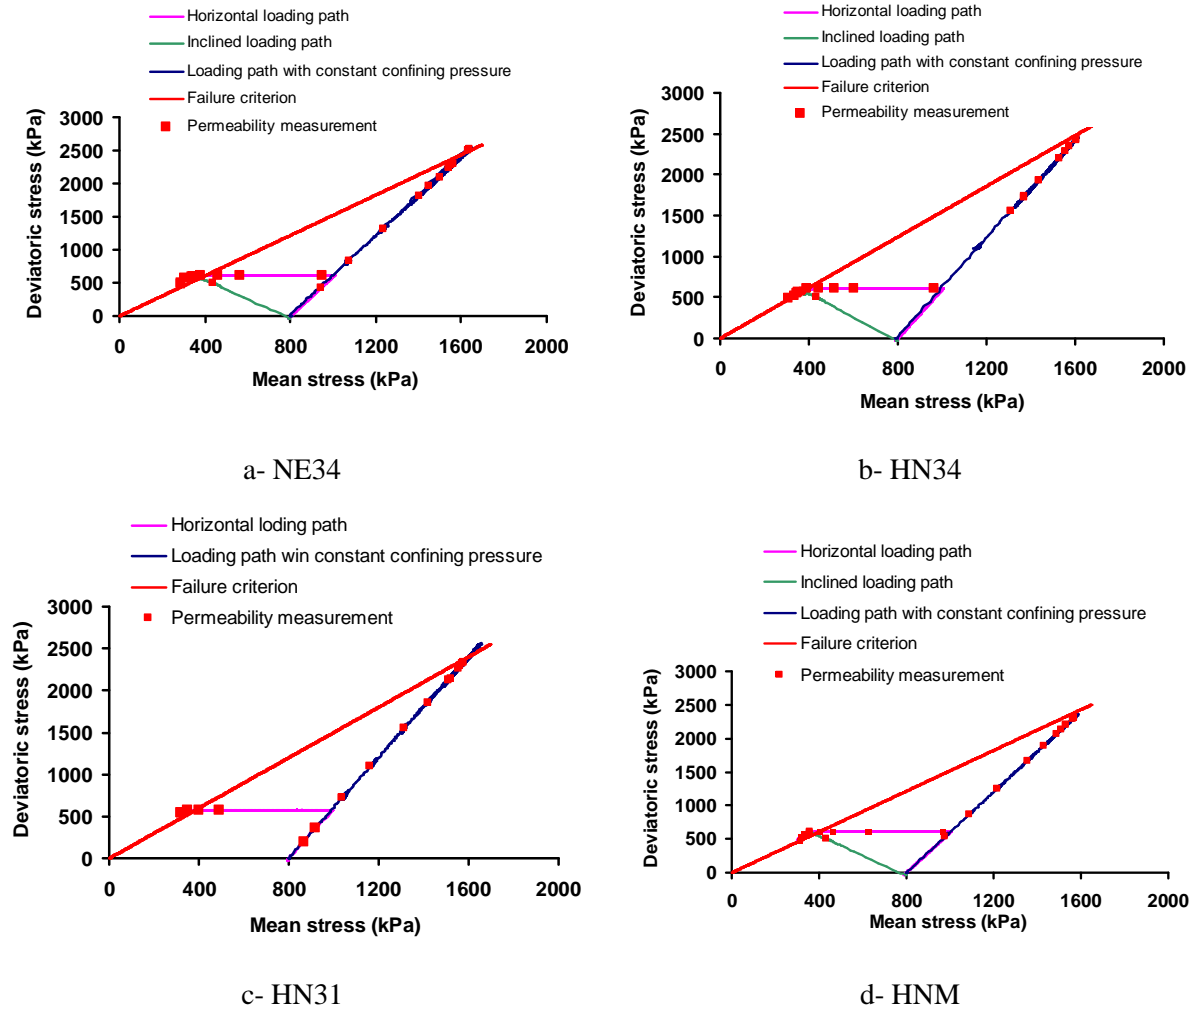 Horizontal loading path
Inclined loading path
Loading path with constant confining pressure
Failure criterion
Permeability measurement
Deviatoric stress (kPa)
3000
2500
2000
1500
1000
500
0
0 400 800 1200 1600 2000
Mean stress (kPa)
a- NE34
Horizontal loading path
Inclined loading path
Loading path with constant confining pressure
Failure criterion
Permeability measurement
Deviatoric stress (kPa)
3000
2500
2000
1500
1000
500
0
0 400 800 1200 1600 2000
Mean stress (kPa)
b- HN34
Horizontal loding path
Loading path win constant confining pressure
Failure criterion
Permeability measurement
Deviatoric stress (kPa)
3000
2500
2000
1500
1000
500
0
0 400 800 1200 1600 2000
Mean stress (kPa)
c- HN31
Horizontal loading path
Inclined loading path
Loading path with constant confining pressure
Failure criterion
Permeability measurement
Deviatoric stress (kPa)
3000
2500
2000
1500
1000
500
0
0 400 800 1200 1600 2000
Mean stress (kPa)
d- HNM